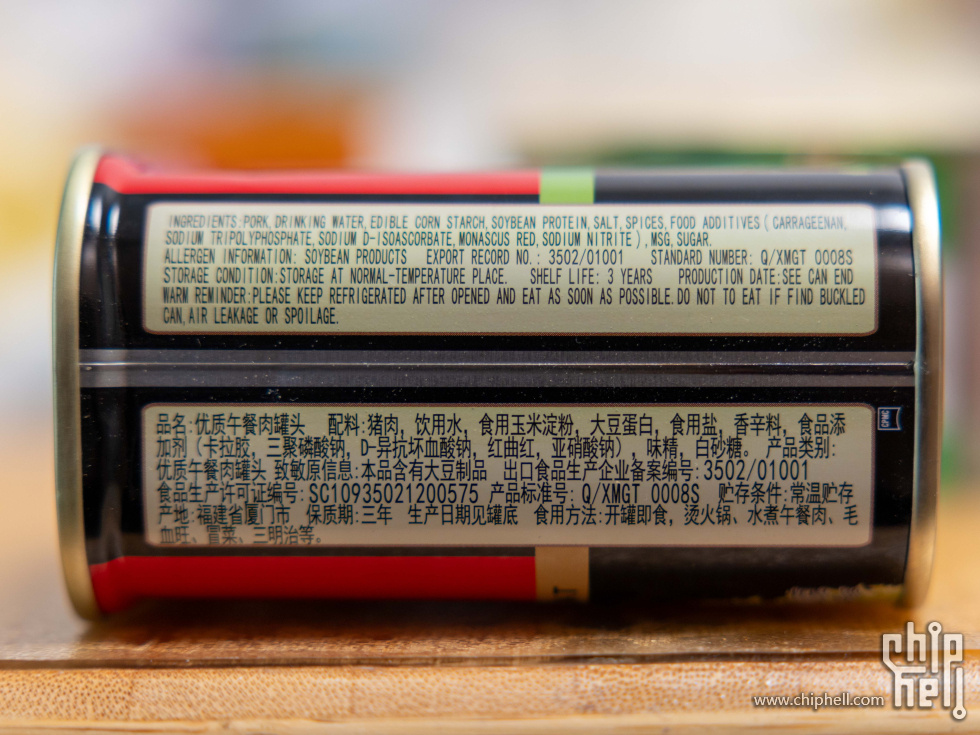 INGREDIENTS:PORK, DRINKING WATER, EDIBLE CORN STARCH, SOYBEAN PROTEIN, SALT, SPICES, FOOD ADDITIVES ( CARRAGEENAN,
SODIUM TRIPOLYPHOSPHATE, SODIUM D-ISOASCORBATE, MONASCUS RED, SODIUM NITRITE ) , MSG, SUGAR.
ALLERGEN INFORMATION: SOYBEAN PRODUCTS EXPORT RECORD NO.: 3502/01001 STANDARD NUMBER: Q/XMGT 0008S
STORAGE CONDITION:STORAGE AT NORMAL-TEMPERATURE PLACE. SHELF LIFE: 3 YEARS PRODUCTION DATE:SEE CAN END
WARM REMINDER:PLEASE KEEP REFRIGERATED AFTER OPENED AND EAT AS SOON AS POSSIBLE. DO NOT TO EAT IF FIND BUCKLED
CAN, AIR LEAKAGE OR SPOILAGE.
品名:优质午餐肉罐头 配料:猪肉，饮用水，食用玉米淀粉，大豆蛋白，食用盐，香辛料，食品添
加剂（卡拉胶，三聚磷酸钠，D-异抗坏血酸钠，红曲红，亚硝酸钠），味精，白砂糖。 产品类别:
优质午餐肉罐头 致敏原信息:本品含有大豆制品 出口食品生产企业备案编号:3502/01001
食品生产许可证编号:SC10935021200575 产品标准号:Q/XMGT 0008S 贮存条件:常温贮存
产地:福建省厦门市 保质期:三年 生产日期见罐底 食用方法:开罐即食，烫火锅、水煮午餐肉、毛
血旺、冒菜、三明治等。
CPMC
T
www.chiphell.com
chip
hell